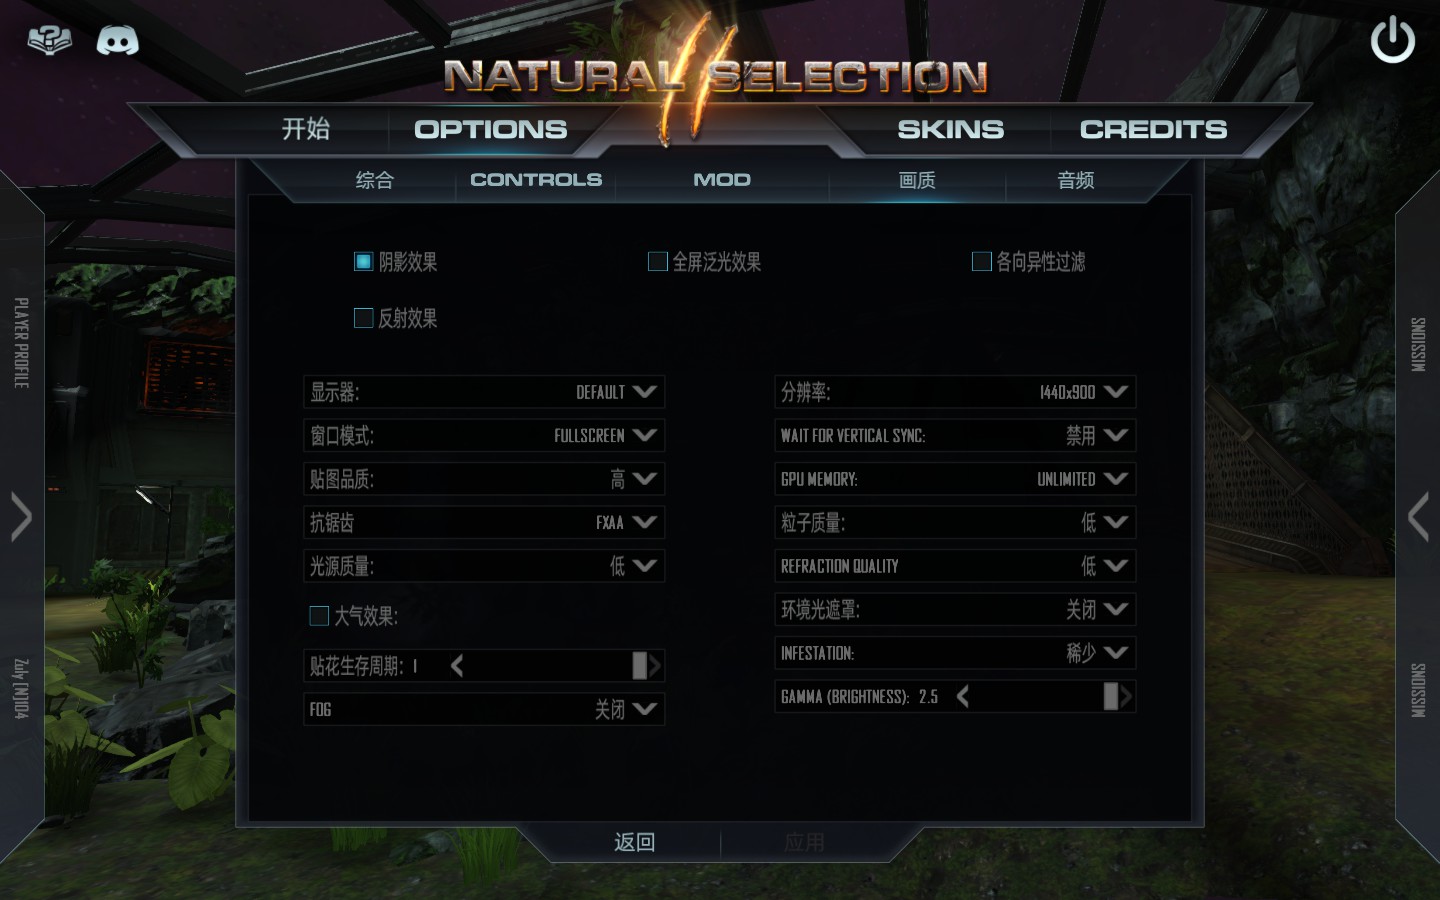 NATURAL SELECTION
开始 OPTIONS SKINS CREDITS
综合 CONTROLS MOD 画质 音频
阴影效果 全屏泛光效果 各向异性过滤
反射效果
显示器: DEFAULT
窗口模式: FULLSCREEN
贴图品质: 高
抗锯齿 FXAA
光源质量: 低
大气效果:
贴花生存周期: 1
FOG 关闭
分辨率: 1440x900
WAIT FOR VERTICAL SYNC: 禁用
GPU MEMORY: UNLIMITED
粒子质量: 低
REFRACTION QUALITY 低
环境光遮罩: 关闭
INFESTATION: 稀少
GAMMA (BRIGHTNESS): 2.5
返回 应用
PLAYER PROFILE
Zuly [N]104
MISSIONS
MISSIONS